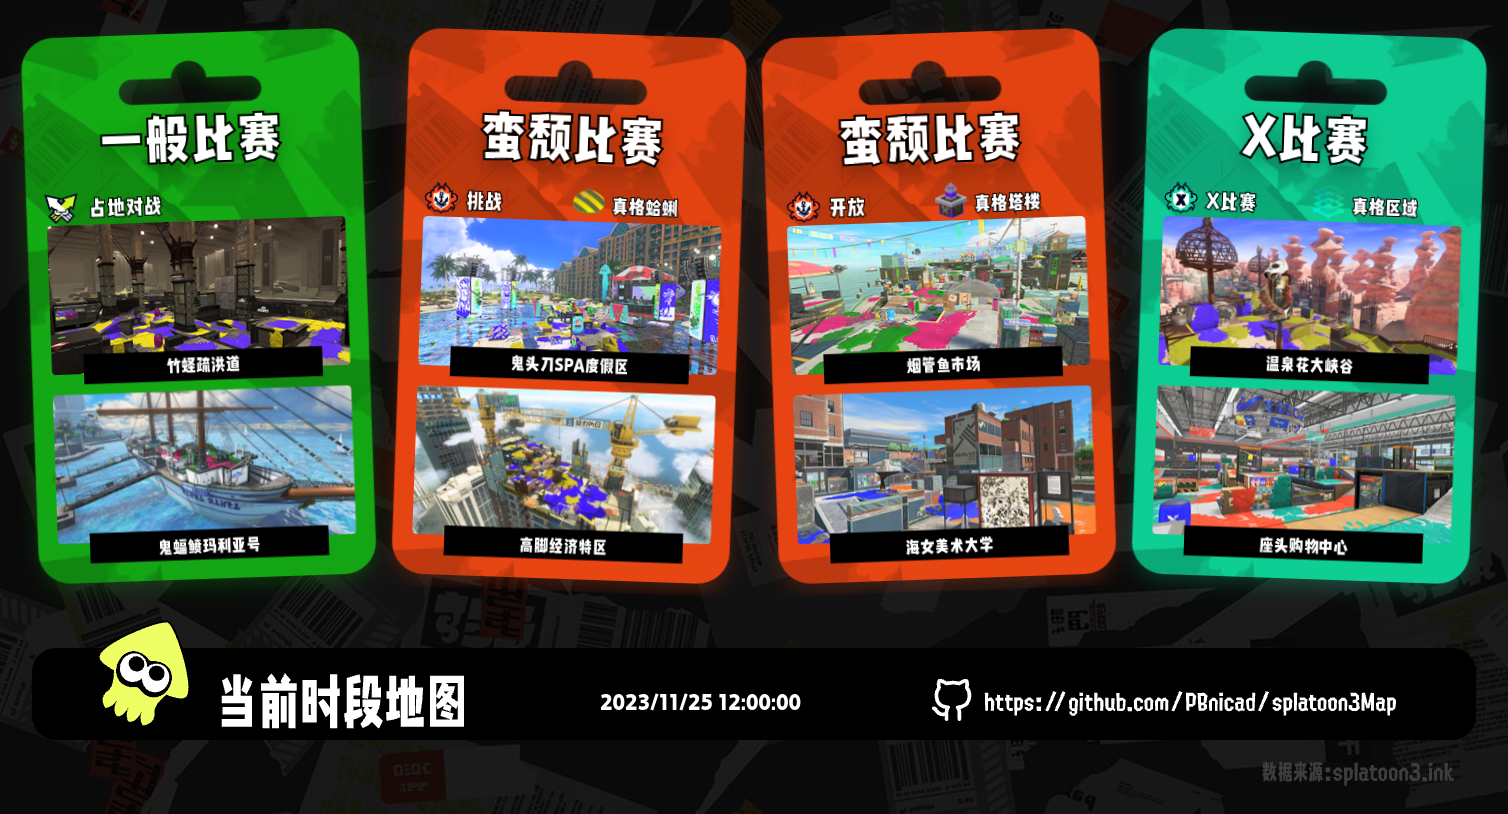 一般比赛
占地对战
竹蛏疏洪道
鬼蝠鲼玛利亚号
蛮颓比赛
挑战
真格蛤蜊
鬼头刀SPA度假区
高脚经济特区
蛮颓比赛
开放
真格塔楼
烟管鱼市场
海女美术大学
X比赛
X比赛
真格区域
温泉花大峡谷
座头购物中心
当前时段地图
2023/11/25 12:00:00
https://github.com/PBnicad/splatoon3Map
数据来源:splatoon3.ink